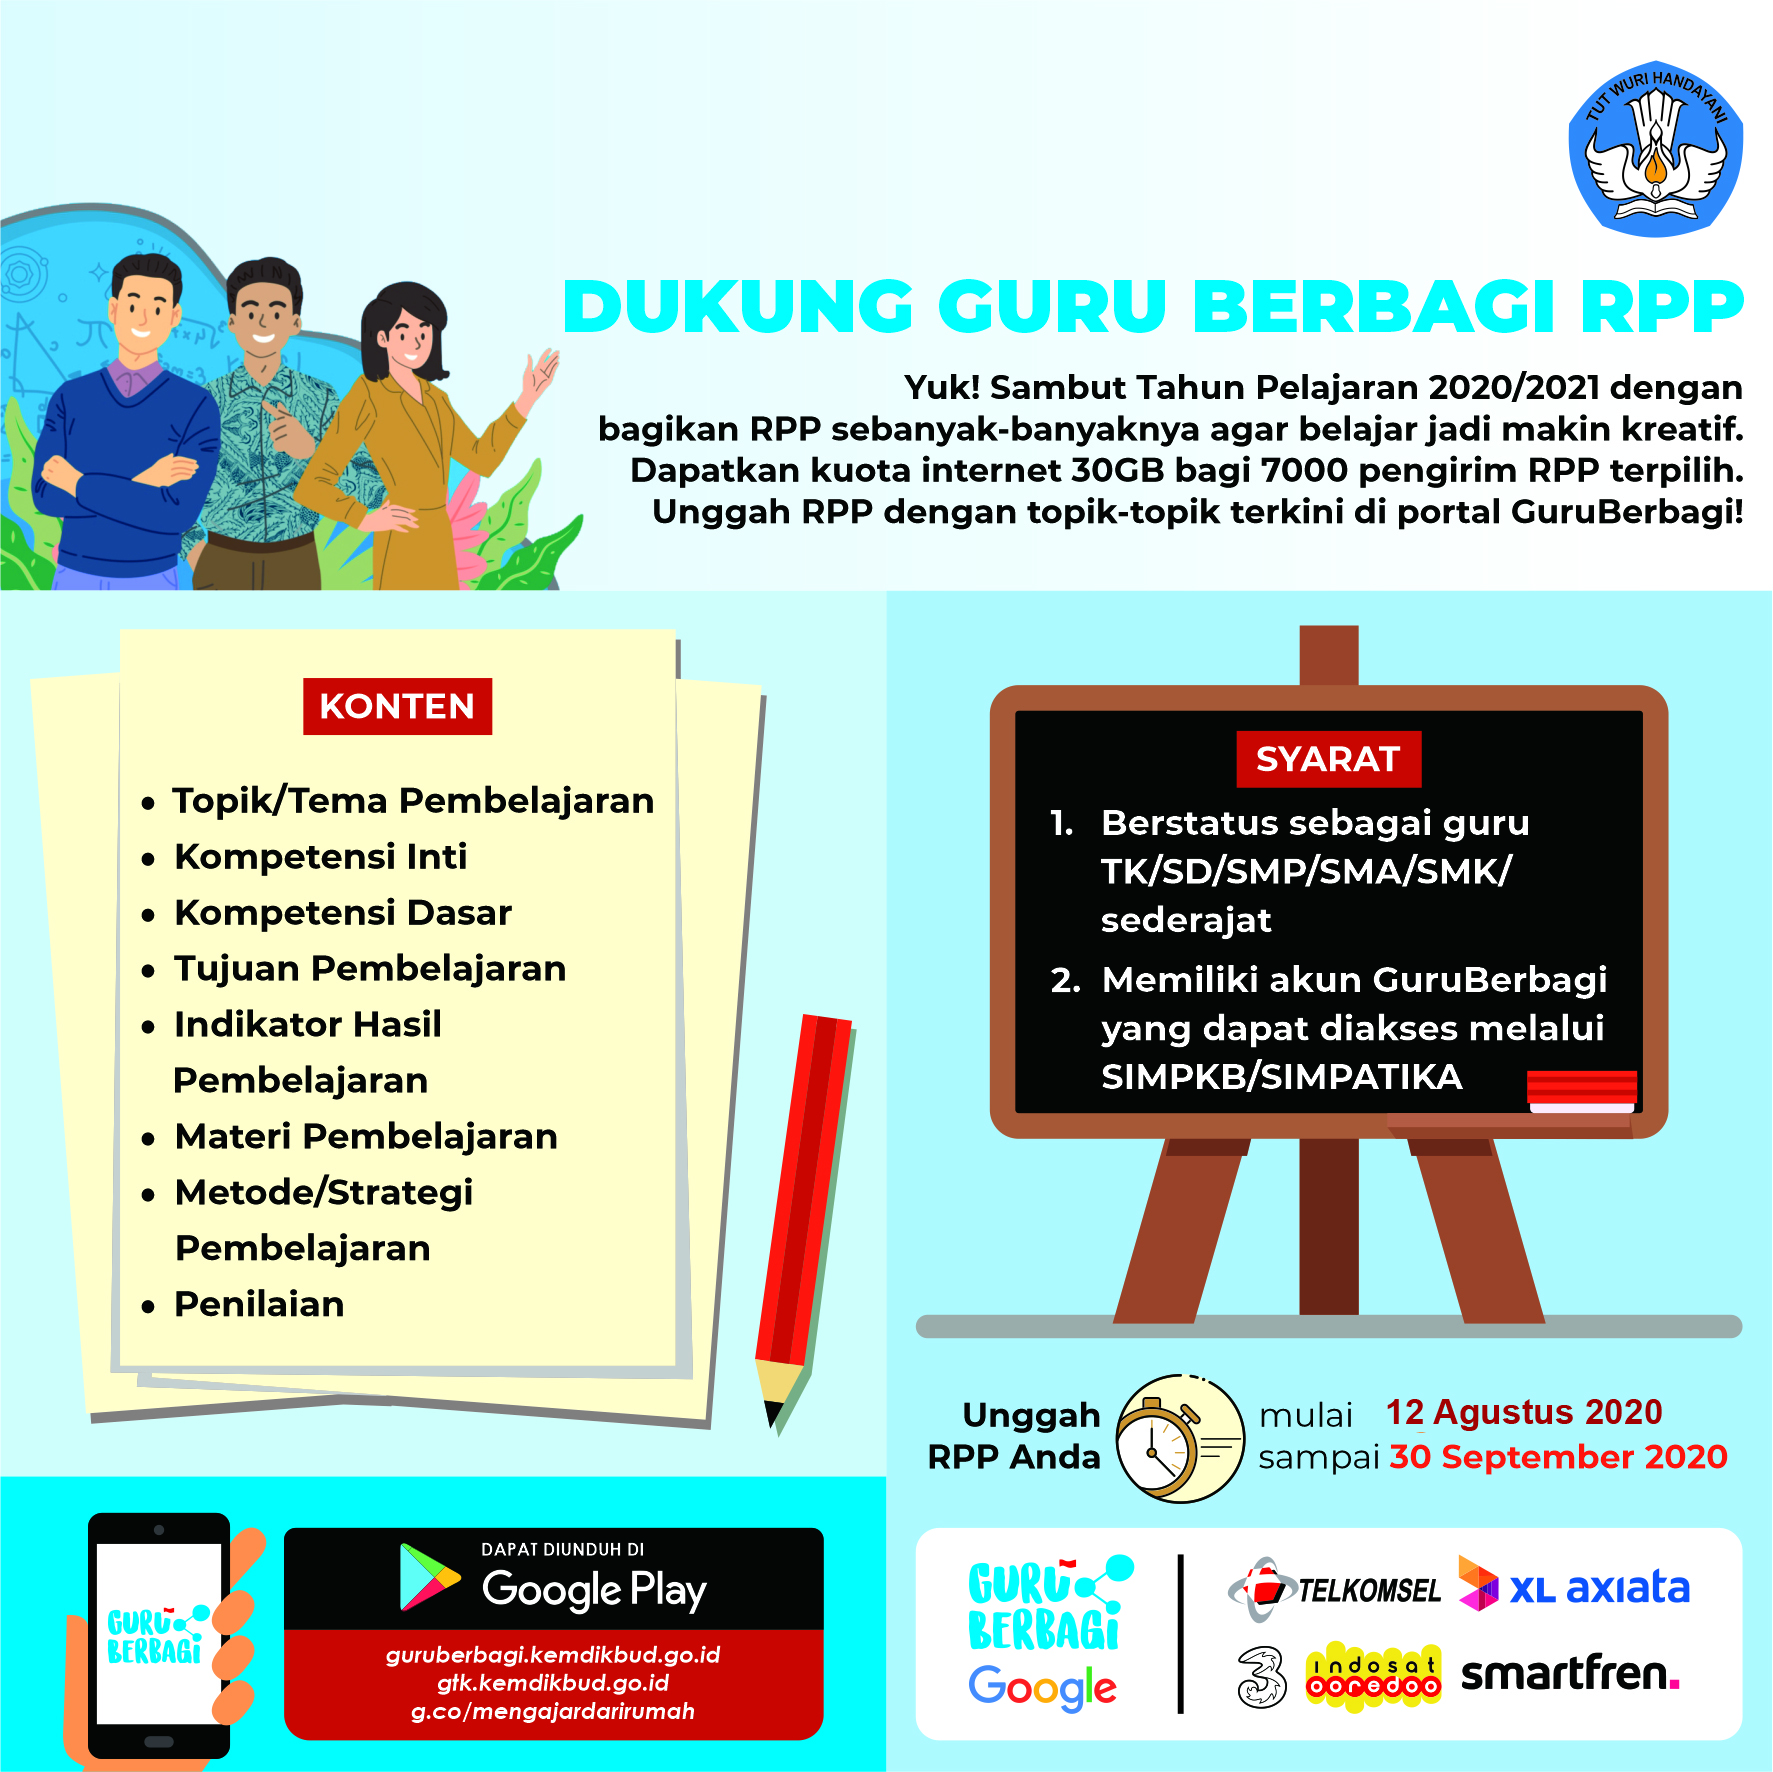 TUT WURI HANDAYANI
DUKUNG GURU BERBAGI RPP
Yuk! Sambut Tahun Pelajaran 2020/2021 dengan
bagikan RPP sebanyak-banyaknya agar belajar jadi makin kreatif.
Dapatkan kuota internet 30GB bagi 7000 pengirim RPP terpilih.
Unggah RPP dengan topik-topik terkini di portal GuruBerbagi!
KONTEN
• Topik/Tema Pembelajaran
• Kompetensi Inti
• Kompetensi Dasar
• Tujuan Pembelajaran
• Indikator Hasil
Pembelajaran
• Materi Pembelajaran
• Metode/Strategi
Pembelajaran
• Penilaian
SYARAT
1. Berstatus sebagai guru
TK/SD/SMP/SMA/SMK/
sederajat
2. Memiliki akun GuruBerbagi
yang dapat diakses melalui
SIMPKB/SIMPATIKA
Unggah
RPP Anda
mulai 12 Agustus 2020
sampai 30 September 2020
GURU
BERBAGI
DAPAT DIUNDUH DI
Google Play
guruberbagi.kemdikbud.go.id
gtk.kemdikbud.go.id
g.co/mengajardarirumah
GURU
BERBAGI
Google
TELKOMSEL
XL axiata
3
indosat
ooredoo
smartfren.